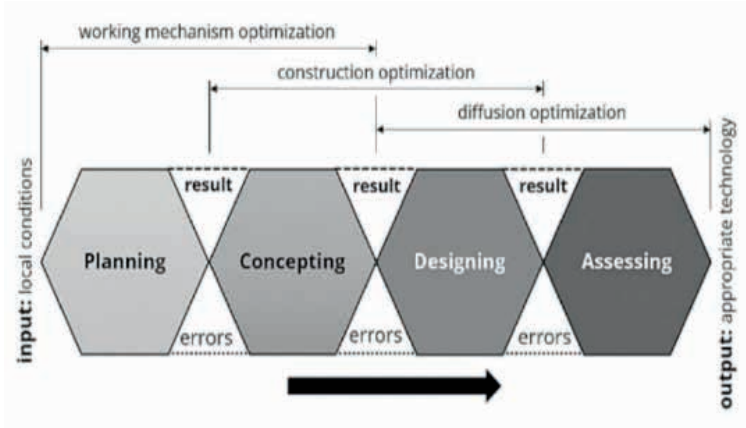 working mechanism optimization
construction optimization
diffusion optimization
input: local conditions
result
result
result
Planning
Concepting
Designing
Assessing
errors
errors
errors
output: appropriate technology